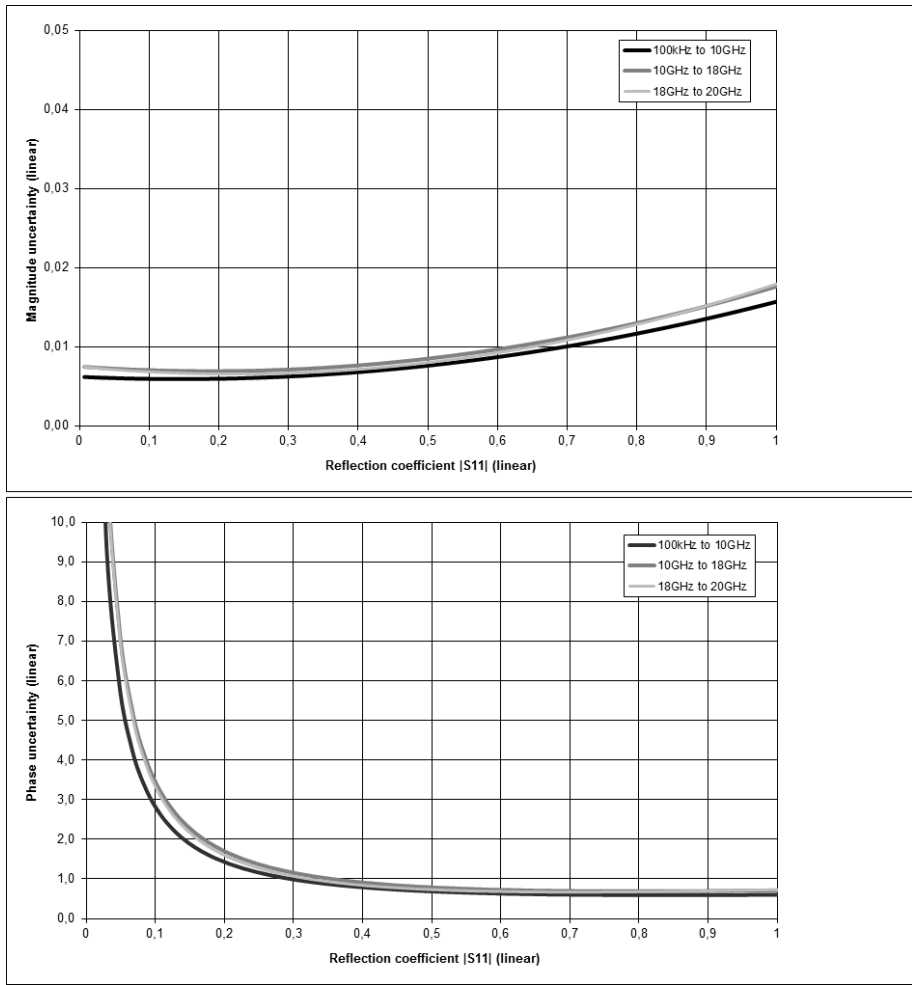 0,05
0,04
0,03
0,02
0,01
0,00
Magnitude uncertainty (linear)
100kHz to 10GHz
10GHz to 18GHz
18GHz to 20GHz
0 0,1 0,2 0,3 0,4 0,5 0,6 0,7 0,8 0,9 1
Reflection coefficient |S11| (linear)
10,0
9,0
8,0
7,0
6,0
5,0
4,0
3,0
2,0
1,0
0,0
Phase uncertainty (linear)
100kHz to 10GHz
10GHz to 18GHz
18GHz to 20GHz
0 0,1 0,2 0,3 0,4 0,5 0,6 0,7 0,8 0,9 1
Reflection coefficient |S11| (linear)